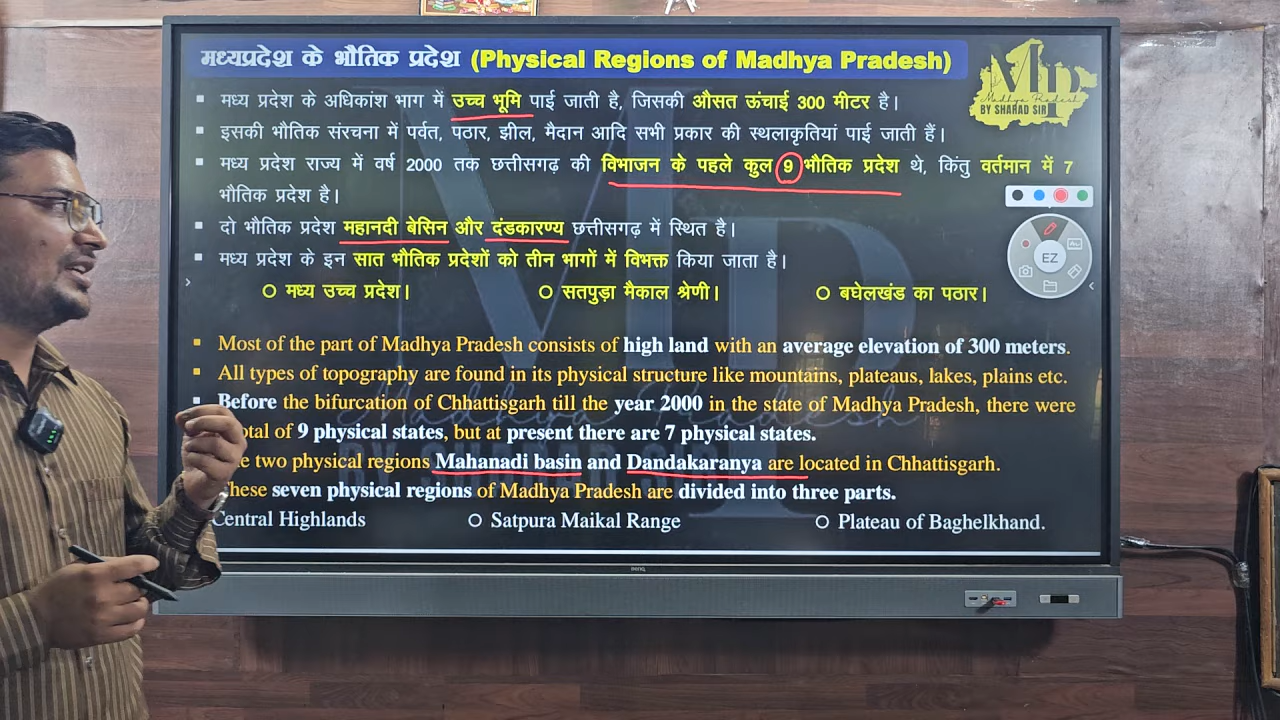 मध्यप्रदेश के भौतिक प्रदेश (Physical Regions of Madhya Pradesh)
MP
Madhya Pradesh
BY SHARAD SIR
▪ मध्य प्रदेश के अधिकांश भाग में उच्च भूमि पाई जाती है, जिसकी औसत ऊंचाई 300 मीटर है।
▪ इसकी भौतिक संरचना में पर्वत, पठार, झील, मैदान आदि सभी प्रकार की स्थलाकृतियां पाई जाती हैं।
▪ मध्य प्रदेश राज्य में वर्ष 2000 तक छत्तीसगढ़ की विभाजन के पहले कुल 9 भौतिक प्रदेश थे, किंतु वर्तमान में 7
भौतिक प्रदेश है।
▪ दो भौतिक प्रदेश महानदी बेसिन और दंडकारण्य छत्तीसगढ़ में स्थित है।
▪ मध्य प्रदेश के इन सात भौतिक प्रदेशों को तीन भागों में विभक्त किया जाता है।
EZ
○ मध्य उच्च प्रदेश। ○ सतपुड़ा मैकाल श्रेणी। ○ बघेलखंड का पठार।
▪ Most of the part of Madhya Pradesh consists of high land with an average elevation of 300 meters.
▪ All types of topography are found in its physical structure like mountains, plateaus, lakes, plains etc.
▪ Before the bifurcation of Chhattisgarh till the year 2000 in the state of Madhya Pradesh, there were
otal of 9 physical states, but at present there are 7 physical states.
e two physical regions Mahanadi basin and Dandakaranya are located in Chhattisgarh.
hese seven physical regions of Madhya Pradesh are divided into three parts.
Central Highlands ○ Satpura Maikal Range ○ Plateau of Baghelkhand.
BenQ